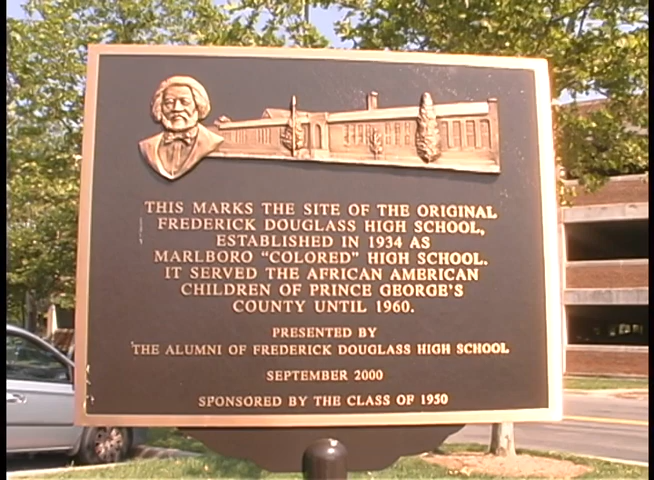 THIS MARKS THE SITE OF THE ORIGINAL
FREDERICK DOUGLASS HIGH SCHOOL,
ESTABLISHED IN 1934 AS
MARLBORO "COLORED" HIGH SCHOOL.
IT SERVED THE AFRICAN AMERICAN
CHILDREN OF PRINCE GEORGE'S
COUNTY UNTIL 1960.
PRESENTED BY
THE ALUMNI OF FREDERICK DOUGLASS HIGH SCHOOL
SEPTEMBER 2000
SPONSORED BY THE CLASS OF 1950